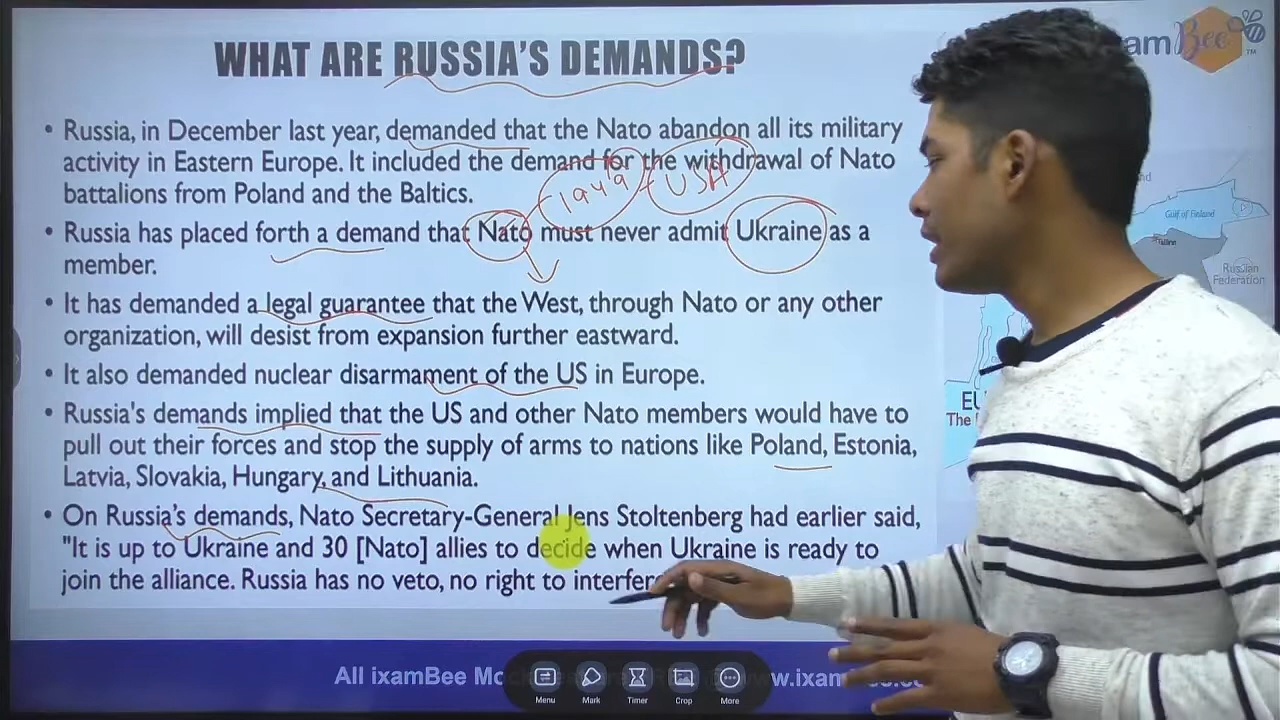 WHAT ARE RUSSIA'S DEMANDS?
• Russia, in December last year, demanded that the Nato abandon all its military
activity in Eastern Europe. It included the demand for the withdrawal of Nato
battalions from Poland and the Baltics.
USA
• Russia has placed forth a demand that Nato must never admit Ukraine as a
member.
• It has demanded a legal guarantee that the West, through Nato or any other
organization, will desist from expansion further eastward.
• It also demanded nuclear disarmament of the US in Europe.
• Russia's demands implied that the US and other Nato members would have to
pull out their forces and stop the supply of arms to nations like Poland, Estonia,
Latvia, Slovakia, Hungary, and Lithuania.
• On Russia's demands, Nato Secretary-General Jens Stoltenberg had earlier said,
"It is up to Ukraine and 30 [Nato] allies to decide when Ukraine is ready to
join the alliance. Russia has no veto, no right to
am Bee ™
Gulf of Finland
Tallinn
Russian
Federation
EU
The
All ixamBee
Menu Mark Timer Crop More